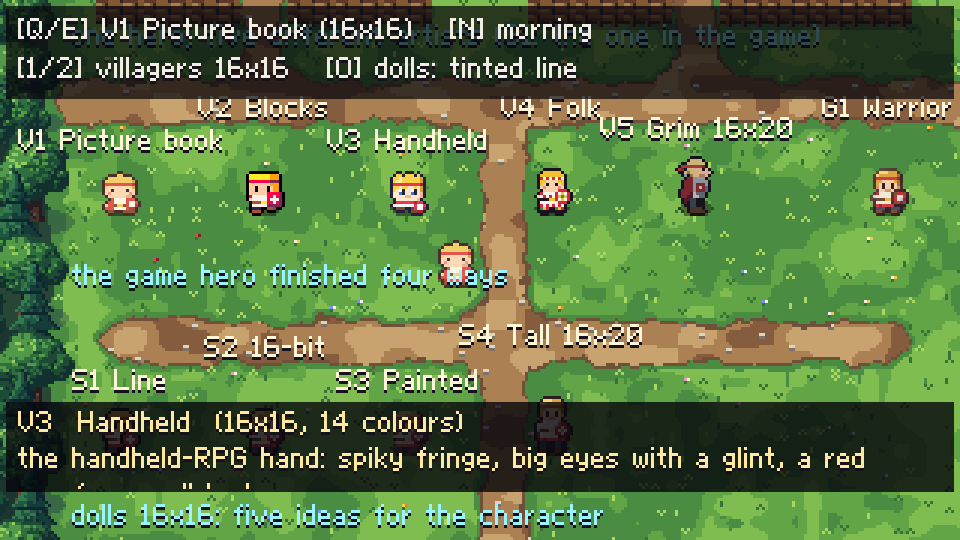 [Q/E] V1 Picture book (16x16)   [N] morning
one in the game)
[1/2] villagers 16x16   [O] dolls: tinted line
V2 Blocks
V4 Folk
G1 Warrior
V5 Grim 16x20
V1 Picture book
V3 Handheld
the game hero finished four ways
S4 Tall 16x20
S2 16-bit
S1 Line
S3 Painted
V3  Handheld  (16x16, 14 colours)
the handheld-RPG hand: spiky fringe, big eyes with a glint, a red
dolls 16x16: five ideas for the character